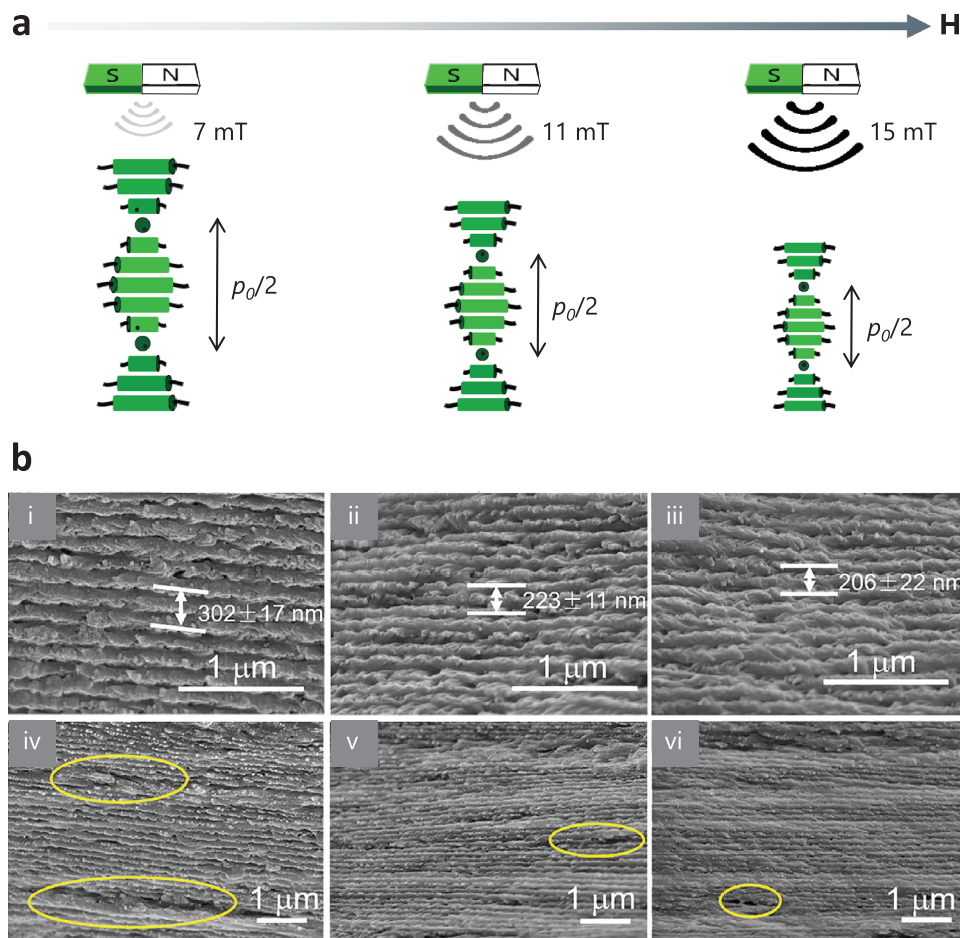 a
H
S N
S N
S N
7 mT
11 mT
15 mT
p₀/2
p₀/2
p₀/2
b
i
ii
iii
302±17 nm
223±11 nm
206±22 nm
1 μm
1 μm
1 μm
iv
v
vi
1 μm
1 μm
1 μm